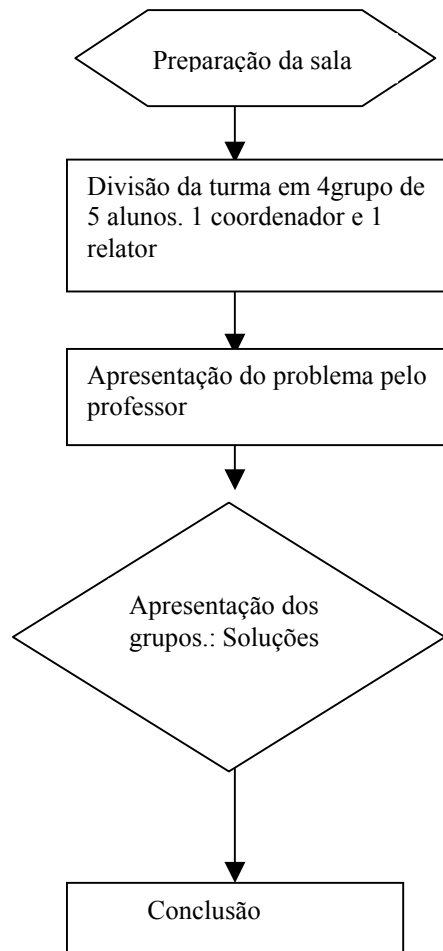 Preparação da sala
Divisão da turma em 4grupo de
5 alunos. 1 coordenador e 1
relator
Apresentação do problema pelo
professor
Apresentação dos
grupos.: Soluções
Conclusão